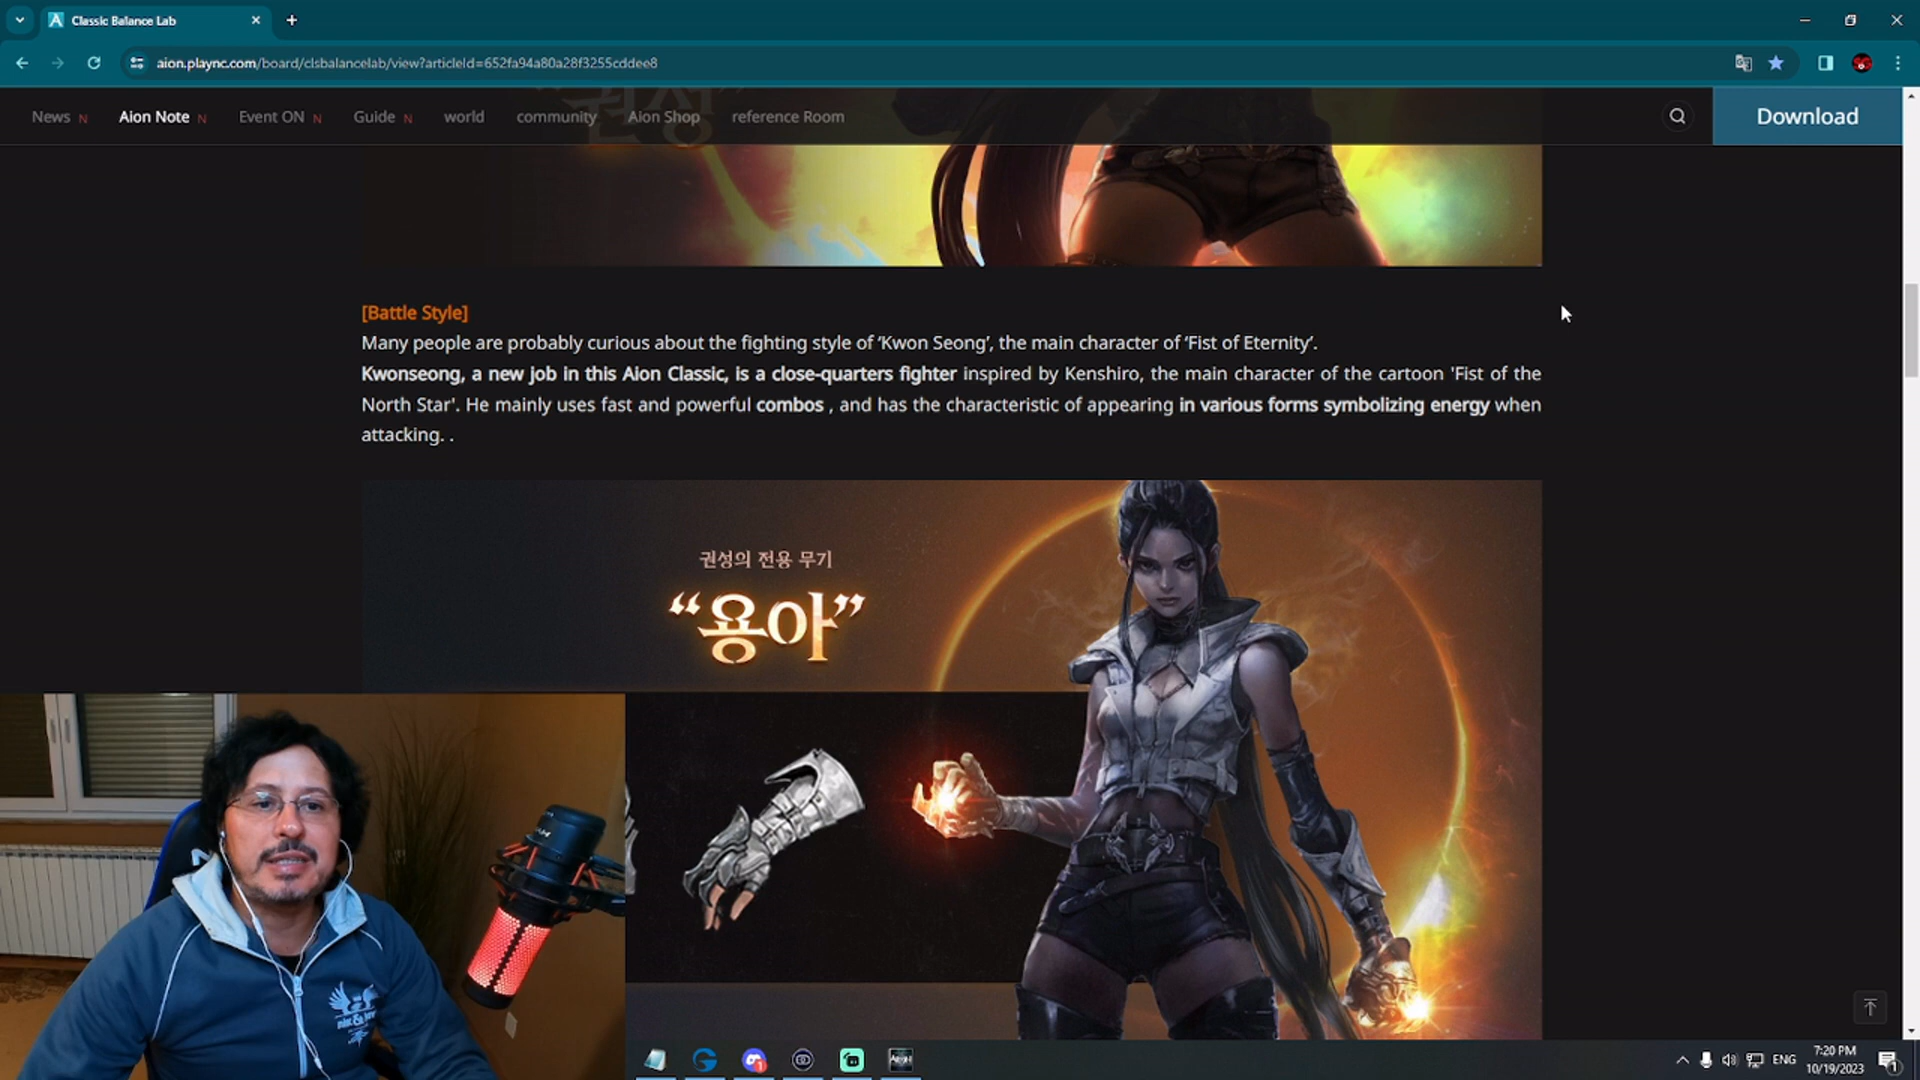 Classic Balance Lab
aion.plaync.com/board/clsbalancelab/view?articleId=652fa94a80a28f3255cddee8
News N Aion Note N Event ON N Guide N world community Aion Shop reference Room
Download
"권성"
[Battle Style]
Many people are probably curious about the fighting style of ‘Kwon Seong’, the main character of ‘Fist of Eternity’.
Kwonseong, a new job in this Aion Classic, is a close-quarters fighter inspired by Kenshiro, the main character of the cartoon 'Fist of the
North Star'. He mainly uses fast and powerful combos , and has the characteristic of appearing in various forms symbolizing energy when
attacking. .
권성의 전용 무기
“용아”
ENG
7:20 PM
10/19/2023